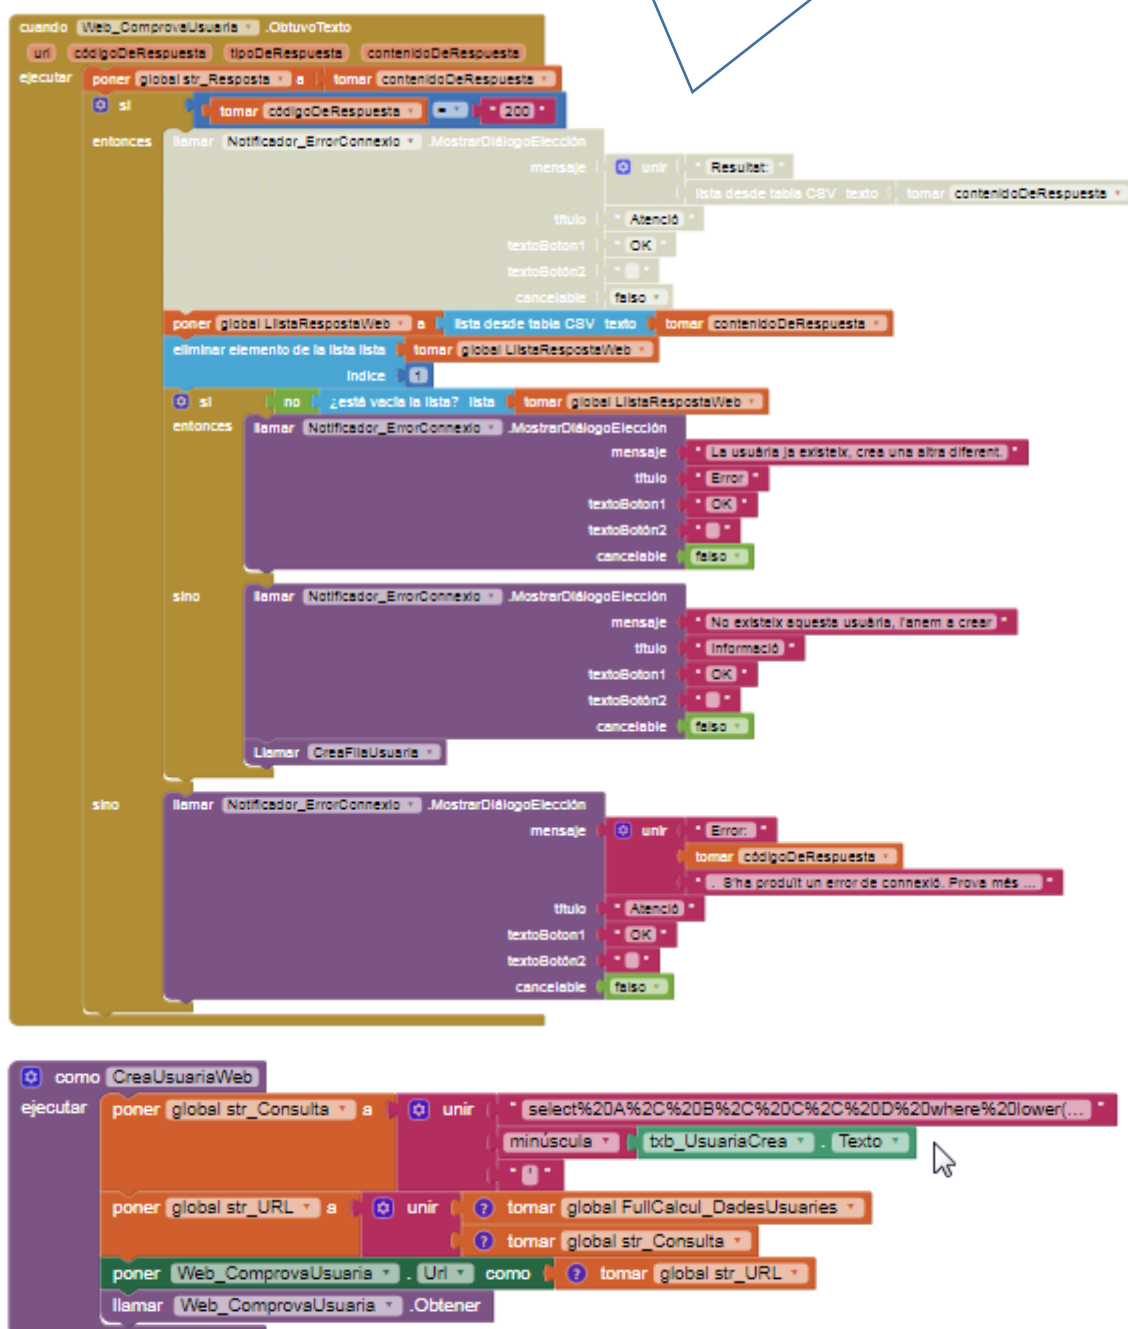 cuando Web_ComprovaUsuaria .ObtuvoTexto
url códigoDeRespuesta tipoDeRespuesta contenidoDeRespuesta
ejecutar poner global str_Resposta a tomar contenidoDeRespuesta
si tomar códigoDeRespuesta = "200"
entonces llamar Notificador_ErrorConnexio .MostrarDiálogoElección
mensaje unir "Resultat:"
lista desde tabla CSV texto tomar contenidoDeRespuesta
título "Atenció"
textoBoton1 "OK"
textoBotón2 " "
cancelable falso
poner global LlistaRespostaWeb a lista desde tabla CSV texto tomar contenidoDeRespuesta
eliminar elemento de la lista lista tomar global LlistaRespostaWeb
índice 1
si no ¿está vacía la lista? lista tomar global LlistaRespostaWeb
entonces llamar Notificador_ErrorConnexio .MostrarDiálogoElección
mensaje "La usuària ja existeix, crea una altra diferent."
título "Error"
textoBoton1 "OK"
textoBotón2 " "
cancelable falso
sino llamar Notificador_ErrorConnexio .MostrarDiálogoElección
mensaje "No existeix aquesta usuària, l'anem a crear"
título "Informació"
textoBoton1 "OK"
textoBotón2 " "
cancelable falso
Llamar CreaFilaUsuaria
sino llamar Notificador_ErrorConnexio .MostrarDiálogoElección
mensaje unir "Error:"
tomar códigoDeRespuesta
". S'ha produït un error de connexió. Prova més ..."
título "Atenció"
textoBoton1 "OK"
textoBotón2 " "
cancelable falso
como CreaUsuariaWeb
ejecutar poner global str_Consulta a unir "select%20A%2C%20B%2C%20C%2C%20D%20where%20lower(..."
minúscula txb_UsuariaCrea . Texto
"'"
poner global str_URL a unir ? tomar global FullCalcul_DadesUsuaries
? tomar global str_Consulta
poner Web_ComprovaUsuaria . Url como ? tomar global str_URL
llamar Web_ComprovaUsuaria .Obtener